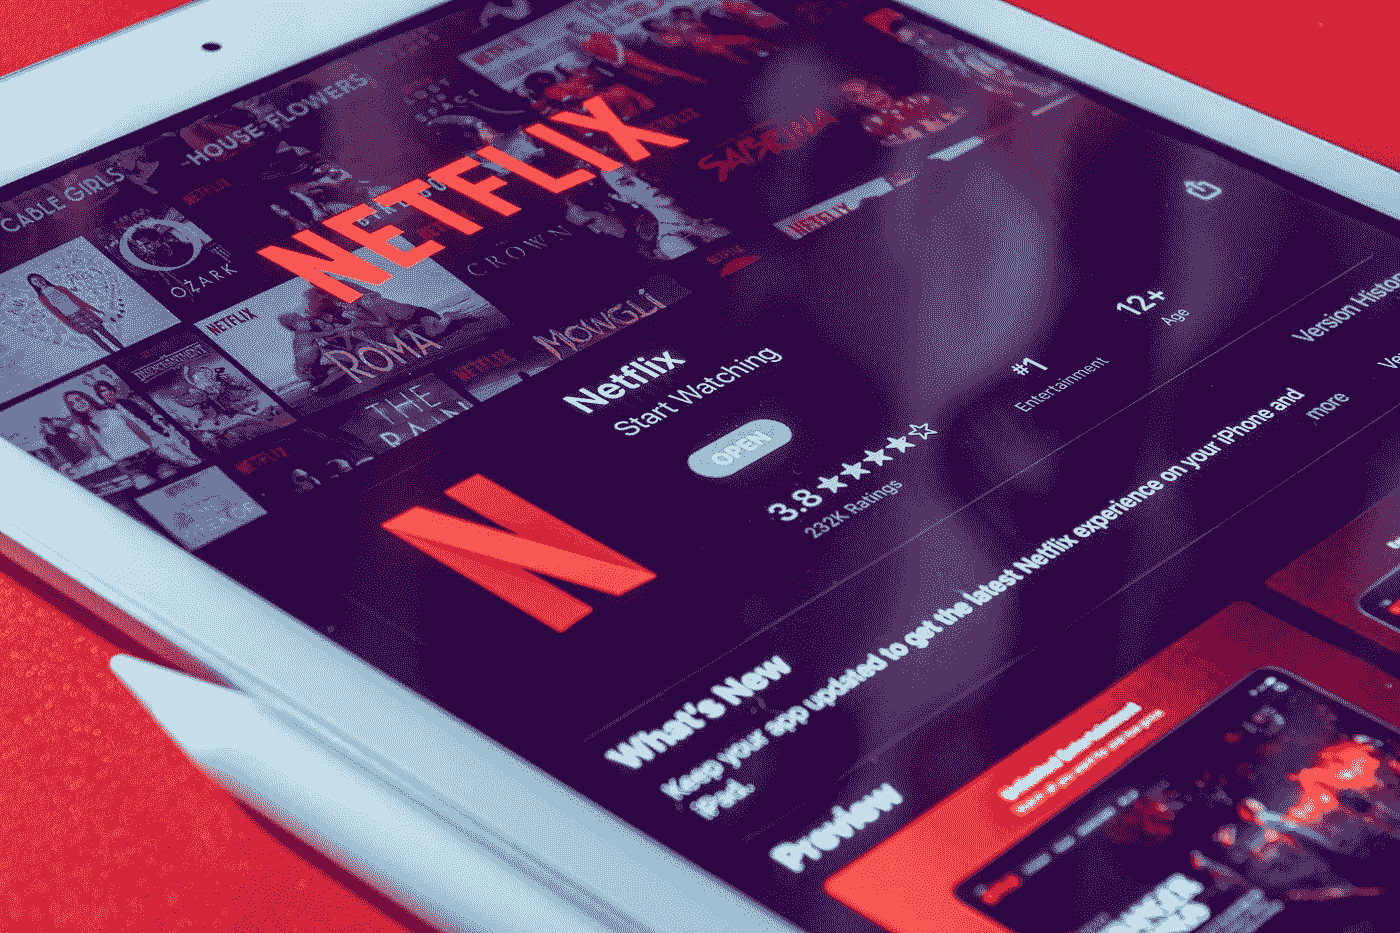 HOUSE FLOWERS
CABLE GIRLS
NETFLIX
OZARK
CROWN
NETFLIX
ROMA
MOWGLI
THE
Netflix
Start Watching
OPEN
3.8 ★★★★☆
232K Ratings
#1
Entertainment
12+
Age
What's New
Version History
Keep your app updated to get the latest Netflix experience on your iPhone and
iPad.
more
Preview
Unlimited Entertainment